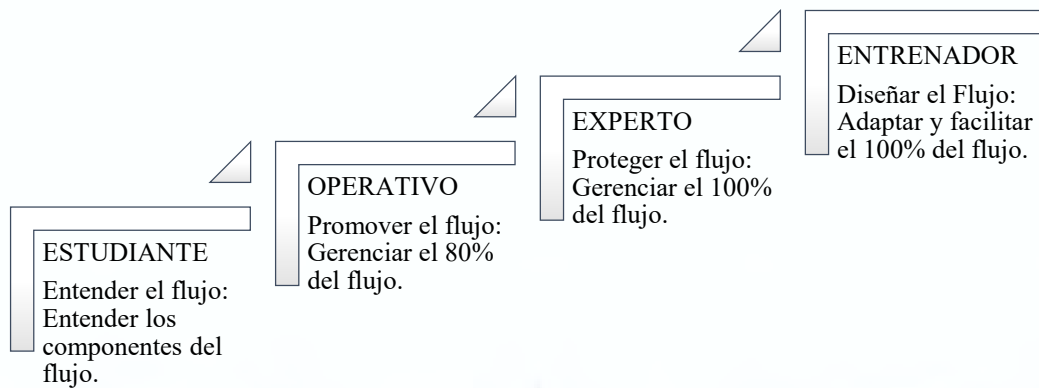 ESTUDIANTE
Entender el flujo:
Entender los
componentes del
flujo.
OPERATIVO
Promover el flujo:
Gerenciar el 80%
del flujo.
EXPERTO
Proteger el flujo:
Gerenciar el 100%
del flujo.
ENTRENADOR
Diseñar el Flujo:
Adaptar y facilitar
el 100% del flujo.